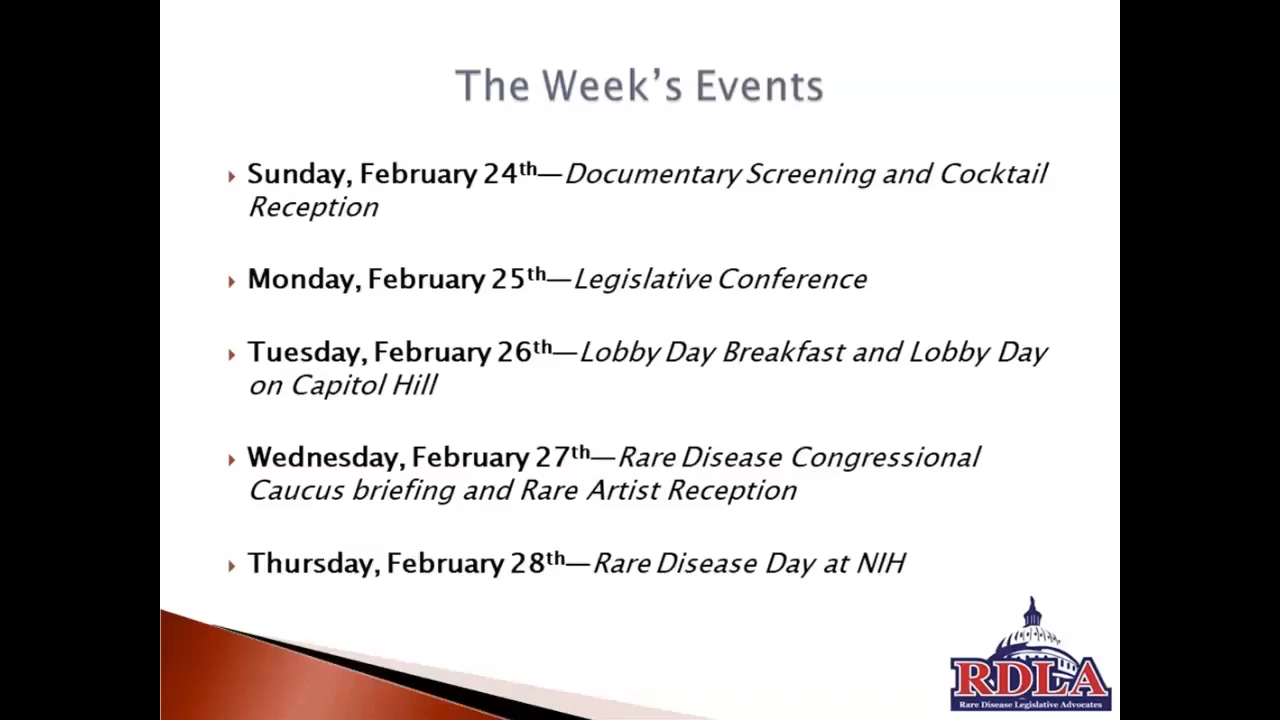 The Week’s Events
Sunday, February 24th—Documentary Screening and Cocktail
Reception
Monday, February 25th—Legislative Conference
Tuesday, February 26th—Lobby Day Breakfast and Lobby Day
on Capitol Hill
Wednesday, February 27th—Rare Disease Congressional
Caucus briefing and Rare Artist Reception
Thursday, February 28th—Rare Disease Day at NIH
RDLA
Rare Disease Legislative Advocates